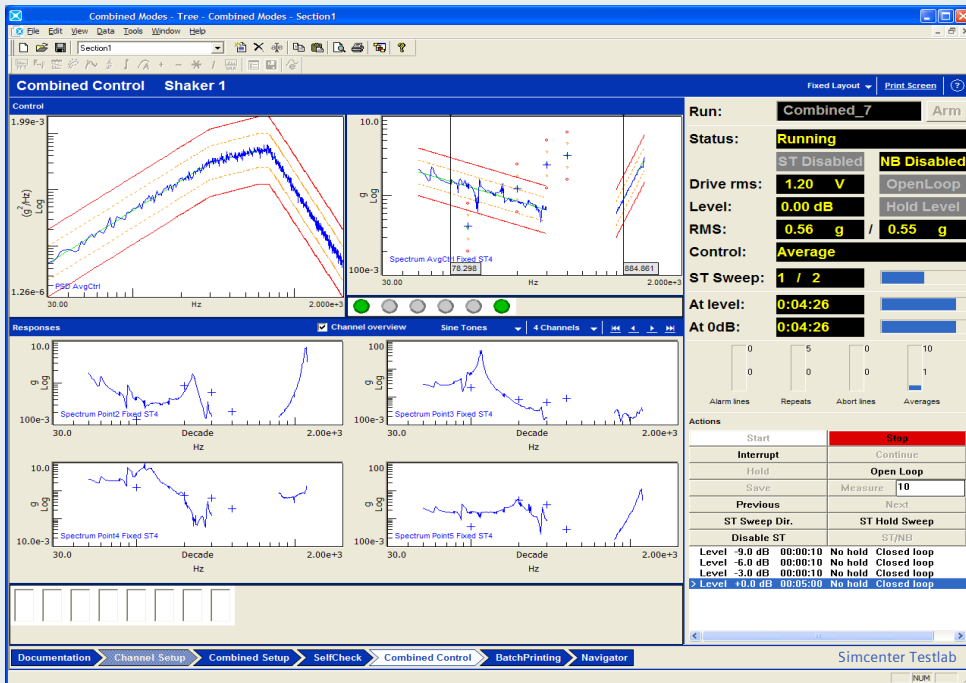 Combined Modes - Tree - Combined Modes - Section1
File Edit View Data Tools Window Help
Section1
Combined Control Shaker 1
Fixed Layout Print Screen ?
Control
1.99e-3
(g²/Hz)
Log
1.26e-6
PSD AvgCtrl
30.00 Hz 2.000e+3
10.0
g
Log
100e-3
Spectrum AvgCtrl Fixed ST4
78.298 884.861
30.00 Hz 2.000e+3
Responses Channel overview Sine Tones 4 Channels
10.0
g
Log
100e-3
Spectrum Point2 Fixed ST4
30.0 Decade 2.00e+3
Hz
100
g
Log
100e-3
Spectrum Point3 Fixed ST4
30.0 Decade 2.00e+3
Hz
10.0
g
Log
10.0e-3
Spectrum Point4 Fixed ST4
30.0 Decade 2.00e+3
Hz
100
g
Log
100e-3
Spectrum Point5 Fixed ST4
30.0 Decade 2.00e+3
Hz
Run: Combined_7 Arm
Status: Running
ST Disabled NB Disabled
Drive rms: 1.20 V OpenLoop
Level: 0.00 dB Hold Level
RMS: 0.56 g / 0.55 g
Control: Average
ST Sweep: 1 / 2
At level: 0:04:26
At 0dB: 0:04:26
0 5 0 10
0 0 0 1
Alarm lines Repeats Abort lines Averages
Actions
Start Stop
Interrupt Continue
Hold Open Loop
Save Measure 10
Previous Next
ST Sweep Dir. ST Hold Sweep
Disable ST ST/NB
Level -9.0 dB 00:00:10 No hold Closed loop
Level -6.0 dB 00:00:10 No hold Closed loop
Level -3.0 dB 00:00:10 No hold Closed loop
> Level +0.0 dB 00:05:00 No hold Closed loop
Documentation Channel Setup Combined Setup SelfCheck Combined Control BatchPrinting Navigator
Simcenter Testlab
NUM